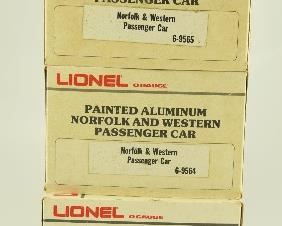 PASSENGER CAR
Norfolk & Western
Passenger Car
6-9565
LIONEL O GAUGE
PAINTED ALUMINUM
NORFOLK AND WESTERN
PASSENGER CAR
Norfolk & Western
Passenger Car
6-9564
LIONEL O GAUGE